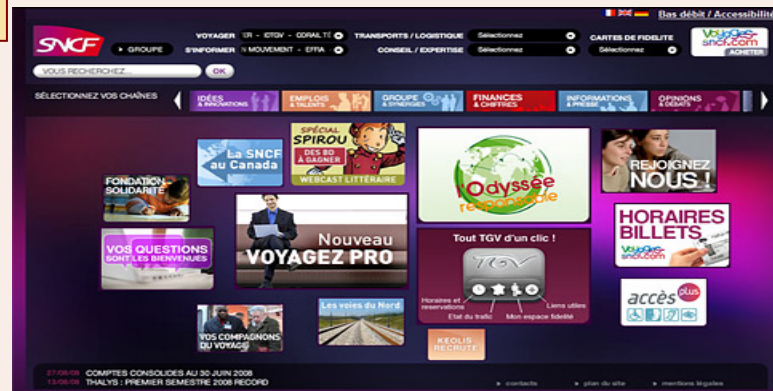 Bas débit / Accessibilité
SNCF
GROUPE
VOYAGER
TRANSPORTS / LOGISTIQUE
Sélectionnez
CARTES DE FIDELITE
S'INFORMER
CONSEIL / EXPERTISE
Sélectionnez
Sélectionnez
Voyages-
sncf.com
ACHETER
VOUS RECHERCHEZ...
OK
SÉLECTIONNEZ VOS CHAÎNES
IDÉES
& INNOVATIONS
EMPLOIS
& TALENTS
GROUPE
& SYNERGIES
FINANCES
& CHIFFRES
INFORMATIONS
& PRESSE
OPINIONS
& DÉBATS
La SNCF
au Canada
SPÉCIAL
SPIROU
DES BD
À GAGNER
WEBCAST LITTÉRAIRE
l'Odyssée
responsable
REJOIGNEZ
NOUS !
FONDATION
SOLIDARITÉ
Nouveau
VOYAGEZ PRO
HORAIRES
BILLETS
Voyages-
sncf.com
VOS QUESTIONS
SONT LES BIENVENUES
Tout TGV d'un clic !
TGV
Horaires et
réservations
Liens utiles
Etat du trafic
Mon espace fidélité
accès plus
Les voies du Nord
VOS COMPAGNONS
DU VOYAGE
KEOLIS
RECRUTE
27/08/08 COMPTES CONSOLIDES AU 30 JUIN 2008
13/08/08 THALYS : PREMIER SEMESTRE 2008 RECORD
contacts
plan du site
mentions légales